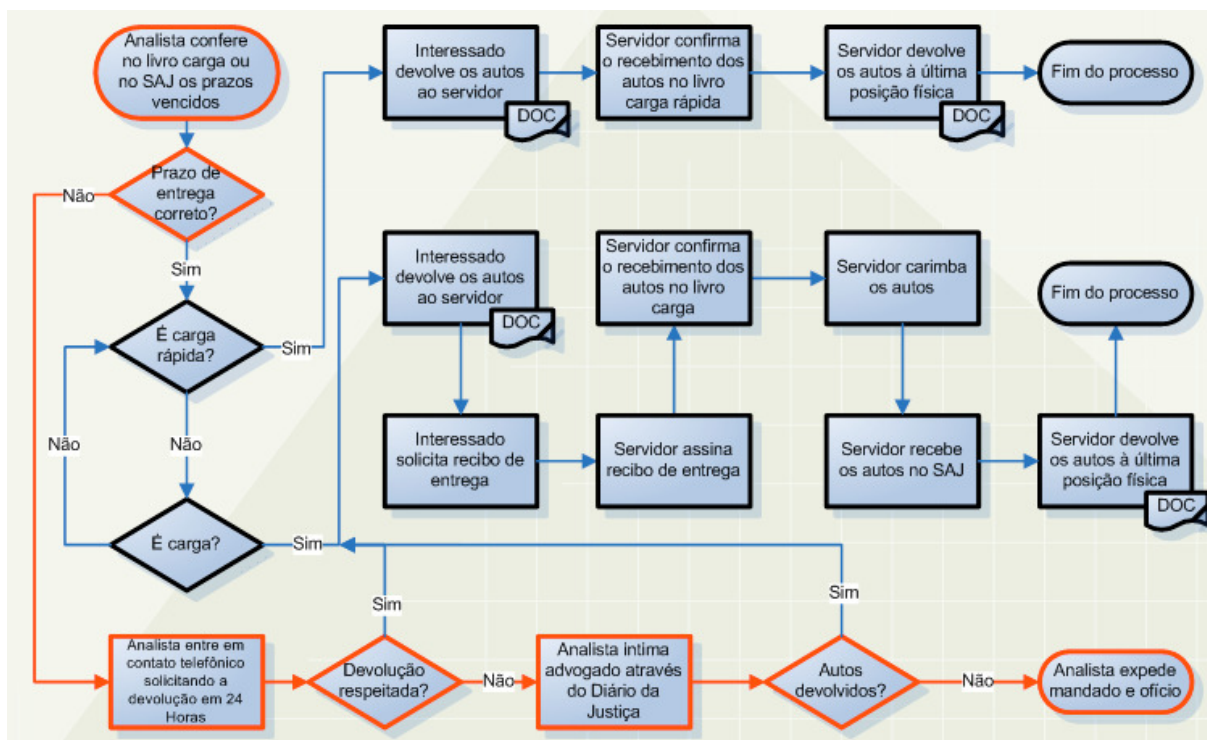 Analista confere
no livro carga ou
no SAJ os prazos
vencidos
Interessado
devolve os autos
ao servidor
DOC
Servidor confirma
o recebimento dos
autos no livro
carga rápida
Servidor devolve
os autos à última
posição física
DOC
Fim do processo
Prazo de
entrega
correto?
Não
Sim
É carga
rápida?
Sim
Não
Interessado
devolve os autos
ao servidor
DOC
Servidor confirma
o recebimento dos
autos no livro
carga
Servidor carimba
os autos
Fim do processo
Interessado
solicita recibo de
entrega
Servidor assina
recibo de entrega
Servidor recebe
os autos no SAJ
Servidor devolve
os autos à última
posição física
DOC
Não
É carga?
Sim
Analista entre em
contato telefônico
solicitando a
devolução em 24
Horas
Devolução
respeitada?
Sim
Não
Analista intima
advogado através
do Diário da
Justiça
Autos
devolvidos?
Sim
Não
Analista expede
mandado e ofício